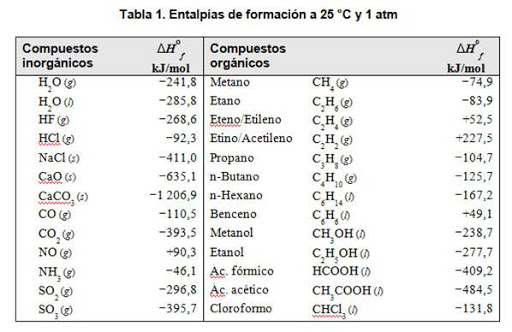 Tabla 1. Entalpías de formación a 25 °C y 1 atm
Compuestos inorgánicos ΔH°f kJ/mol Compuestos orgánicos ΔH°f kJ/mol
H2O (g) −241,8 Metano CH4 (g) −74,9
H2O (l) −285,8 Etano C2H6 (g) −83,9
HF (g) −268,6 Eteno/Etileno C2H4 (g) +52,5
HCl (g) −92,3 Etino/Acetileno C2H2 (g) +227,5
NaCl (s) −411,0 Propano C3H8 (g) −104,7
CaO (s) −635,1 n-Butano C4H10 (g) −125,7
CaCO3 (s) −1 206,9 n-Hexano C6H14 (l) −167,2
CO (g) −110,5 Benceno C6H6 (l) +49,1
CO2 (g) −393,5 Metanol CH3OH (l) −238,7
NO (g) +90,3 Etanol C2H5OH (l) −277,7
NH3 (g) −46,1 Ac. fórmico HCOOH (l) −409,2
SO2 (g) −296,8 Ac. acético CH3COOH (l) −484,5
SO3 (g) −395,7 Cloroformo CHCl3 (l) −131,8